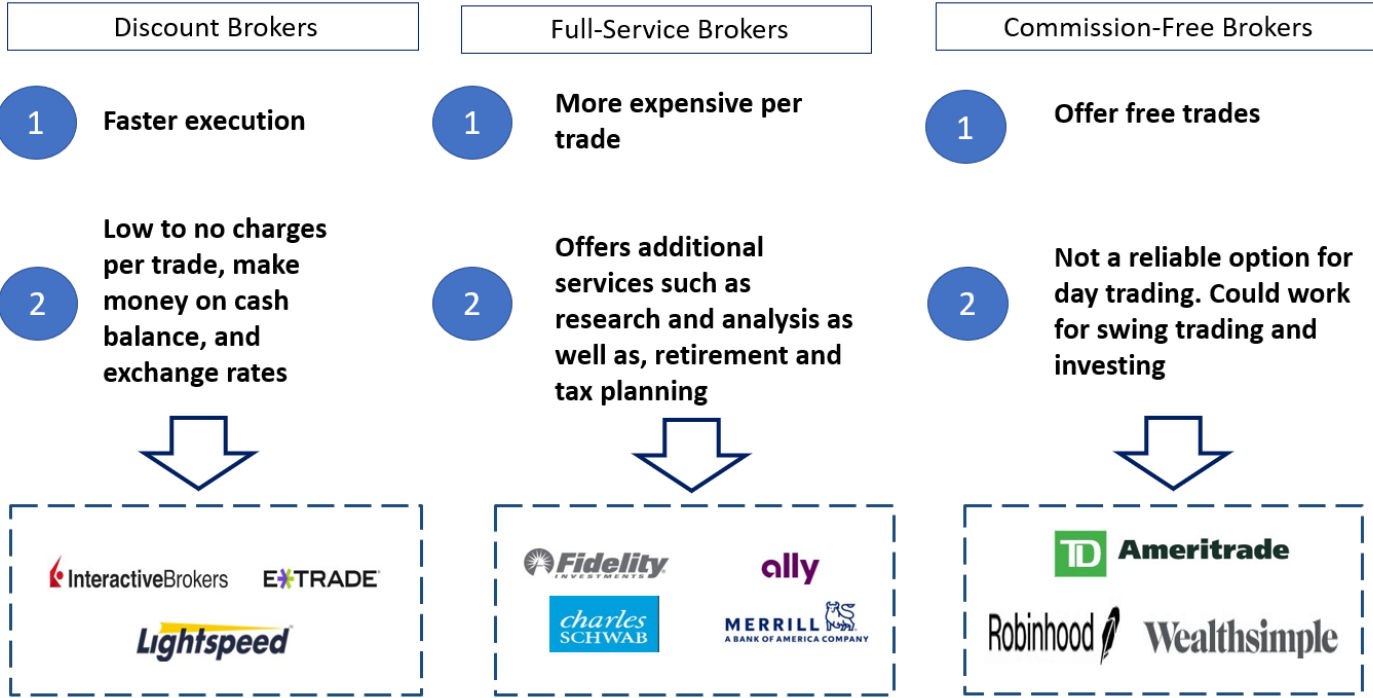 Discount Brokers
1
Faster execution
2
Low to no charges
per trade, make
money on cash
balance, and
exchange rates
InteractiveBrokers
E*TRADE
Lightspeed
Full-Service Brokers
1
More expensive per
trade
2
Offers additional
services such as
research and analysis as
well as, retirement and
tax planning
Fidelity
INVESTMENTS
ally
charles
SCHWAB
MERRILL
A BANK OF AMERICA COMPANY
Commission-Free Brokers
1
Offer free trades
2
Not a reliable option for
day trading. Could work
for swing trading and
investing
TD Ameritrade
Robinhood
Wealthsimple